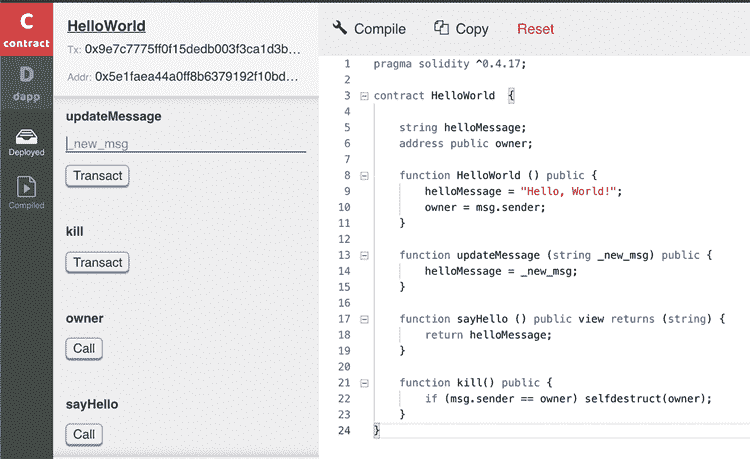 C
contract
D
dapp
Deployed
Compiled
HelloWorld
Tx: 0x9e7c7775ff0f15dedb003f3ca1d3b...
Addr: 0x5e1faea44a0ff8b6379192f10bd...
updateMessage
_new_msg
Transact
kill
Transact
owner
Call
sayHello
Call
Compile Copy Reset
1 pragma solidity ^0.4.17;
2
3 contract HelloWorld {
4
5 string helloMessage;
6 address public owner;
7
8 function HelloWorld () public {
9 helloMessage = "Hello, World!";
10 owner = msg.sender;
11 }
12
13 function updateMessage (string _new_msg) public {
14 helloMessage = _new_msg;
15 }
16
17 function sayHello () public view returns (string) {
18 return helloMessage;
19 }
20
21 function kill() public {
22 if (msg.sender == owner) selfdestruct(owner);
23 }
24 }